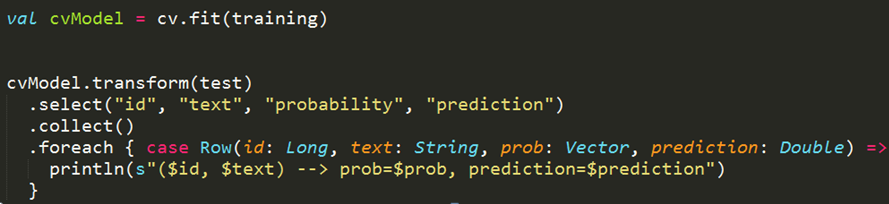 val cvModel = cv.fit(training)
cvModel.transform(test)
  .select("id", "text", "probability", "prediction")
  .collect()
  .foreach { case Row(id: Long, text: String, prob: Vector, prediction: Double) =>
    println(s"($id, $text) --> prob=$prob, prediction=$prediction")
  }